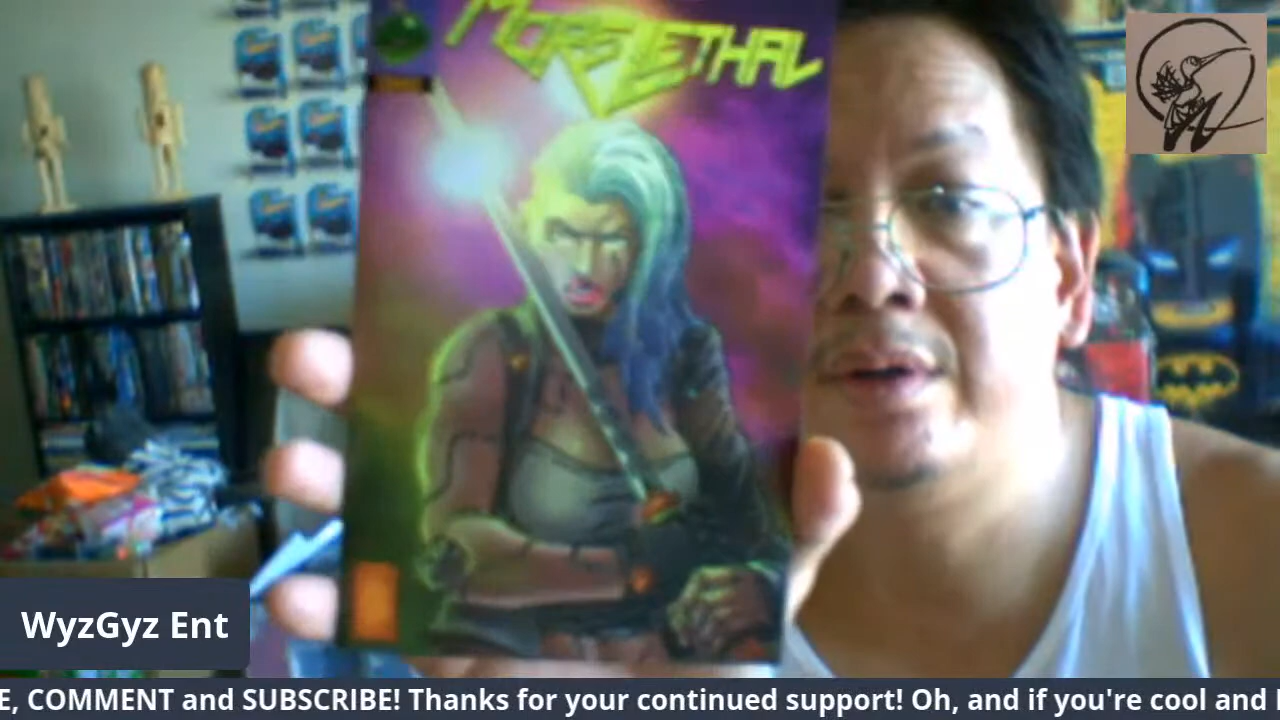 MORE LETHAL
WyzGyz Ent
E, COMMENT and SUBSCRIBE! Thanks for your continued support! Oh, and if you're cool and